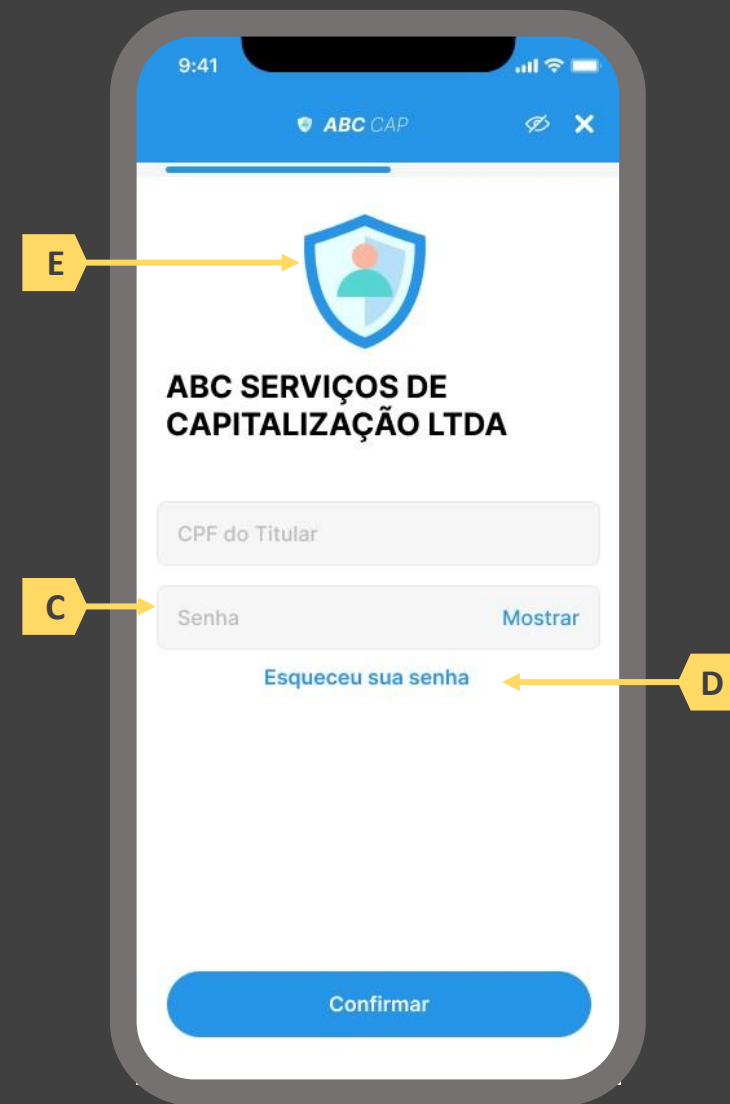 9:41
ABC CAP
E
ABC SERVIÇOS DE
CAPITALIZAÇÃO LTDA
CPF do Titular
C
Senha Mostrar
Esqueceu sua senha
D
Confirmar